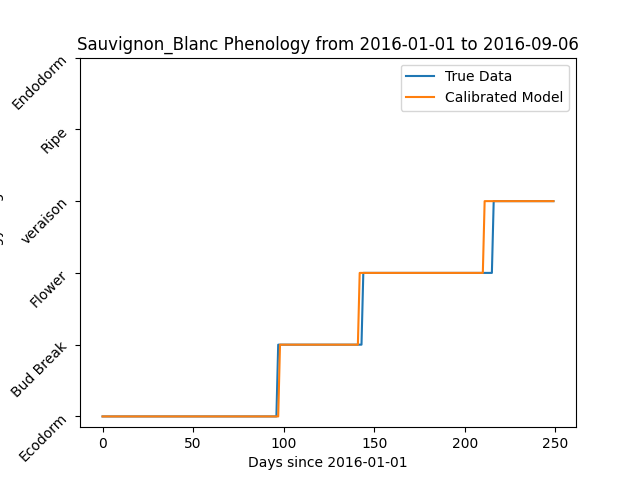 Sauvignon_Blanc Phenology from 2016-01-01 to 2016-09-06
True Data
Calibrated Model
Endodorm
Ripe
veraison
Flower
Bud Break
Ecodorm
0 50 100 150 200 250
Days since 2016-01-01